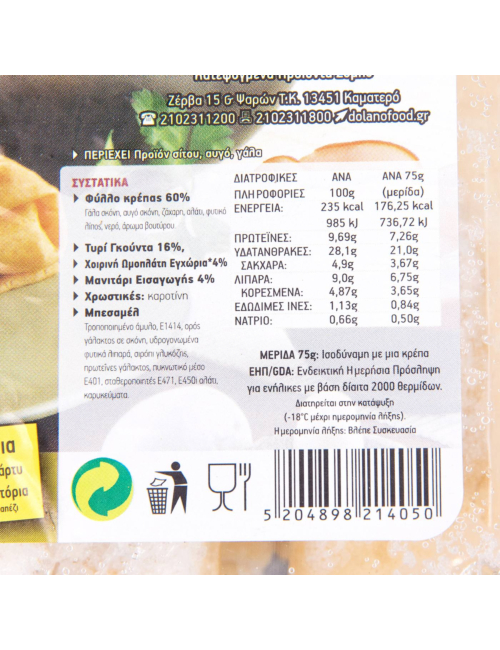 Ζέρβα 15 & Ψαρών Τ.Κ. 13451 Καματερό
2102311200 2102311800 dolanofood.gr
ΠΕΡΙΕΧΕΙ Προϊόν σίτου, αυγό, γάλα
ΣΥΣΤΑΤΙΚΑ
Φύλλο κρέπας 60%
Γάλα σκόνη, αυγό σκόνη, ζάχαρη, αλάτι, φυτικό
λίπος, νερό, άρωμα βουτύρου
Τυρί Γκούντα 16%,
Χοιρινή Ωμοπλάτη Εγχώρια*4%
Μανιτάρι Εισαγωγής 4%
Χρωστικές: καροτίνη
Μπεσαμέλ
Τροποποιημένο άμυλο, Ε1414, ορός
γάλακτος σε σκόνη, υδρογονωμένα
φυτικά λιπαρά, σιρόπι γλυκόζης,
πρωτεΐνες γάλακτος, πυκνωτικό μέσο
Ε401, σταθεροποιητές Ε471, Ε450i αλάτι,
καρυκεύματα.
ΔΙΑΤΡΟΦΙΚΕΣ ΑΝΑ ΑΝΑ 75g
ΠΛΗΡΟΦΟΡΙΕΣ 100g (μερίδα)
ΕΝΕΡΓΕΙΑ: 235 kcal 176,25 kcal
985 kJ 736,72 kJ
ΠΡΩΤΕΪΝΕΣ: 9,69g 7,26g
ΥΔΑΤΑΝΘΡΑΚΕΣ: 28,1g 21,0g
ΣΑΚΧΑΡΑ: 4,9g 3,67g
ΛΙΠΑΡΑ: 9,0g 6,75g
ΚΟΡΕΣΜΕΝΑ: 4,87g 3,65g
ΕΔΩΔΙΜΕΣ ΙΝΕΣ: 1,13g 0,84g
ΝΑΤΡΙΟ: 0,66g 0,50g
ΜΕΡΙΔΑ 75g: Ισοδύναμη με μια κρέπα
ΕΗΠ/GDA: Ενδεικτική Ημερήσια Πρόσληψη
για ενήλικες με βάση δίαιτα 2000 θερμίδων.
Διατηρείται στην κατάψυξη
(-18°C μέχρι ημερομηνία λήξης).
Ημερομηνία λήξης: Βλέπε Συσκευασία
5 204898 214050